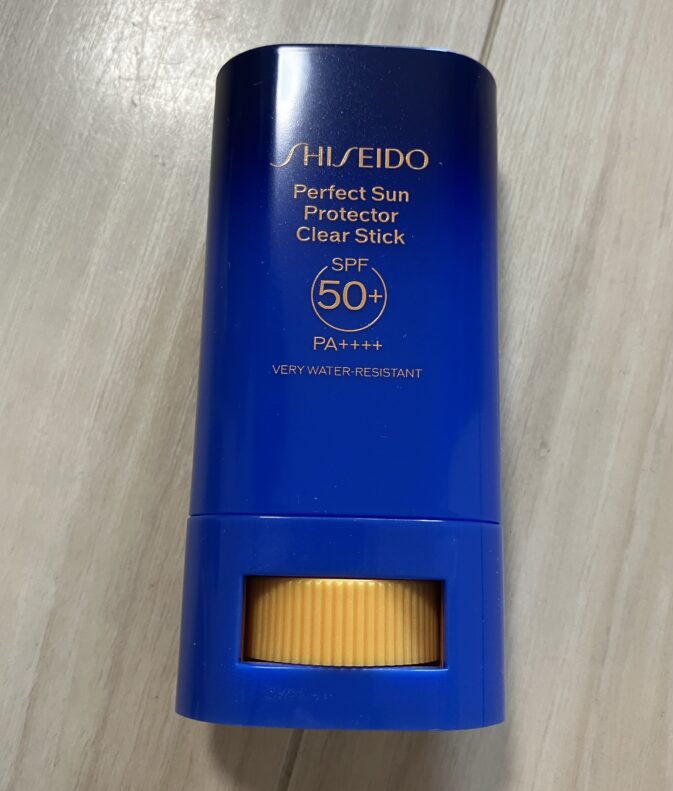 SHISEIDO
Perfect Sun
Protector
Clear Stick
SPF
50+
PA++++
VERY WATER-RESISTANT